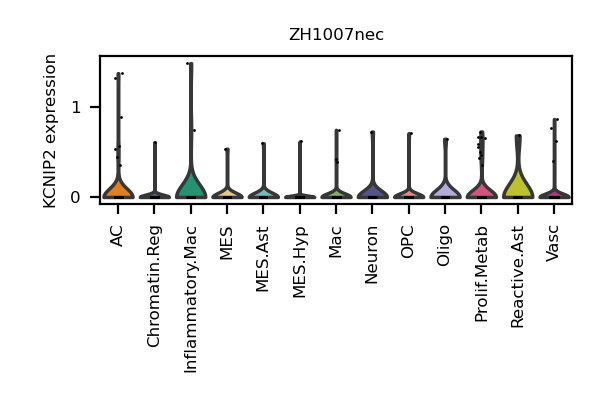 ZH1007nec
KCNIP2 expression
1
0
AC
Chromatin.Reg
Inflammatory.Mac
MES
MES.Ast
MES.Hyp
Mac
Neuron
OPC
Oligo
Prolif.Metab
Reactive.Ast
Vasc